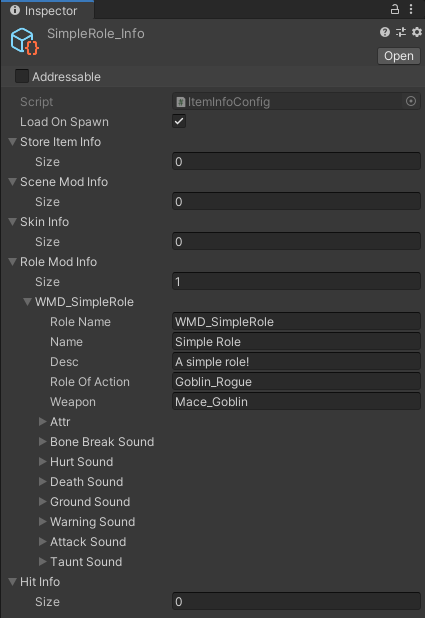 Inspector
SimpleRole_Info
Open
Addressable
Script #ItemInfoConfig
Load On Spawn
Store Item Info
Size 0
Scene Mod Info
Size 0
Skin Info
Size 0
Role Mod Info
Size 1
WMD_SimpleRole
Role Name WMD_SimpleRole
Name Simple Role
Desc A simple role!
Role Of Action Goblin_Rogue
Weapon Mace_Goblin
Attr
Bone Break Sound
Hurt Sound
Death Sound
Ground Sound
Warning Sound
Attack Sound
Taunt Sound
Hit Info
Size 0